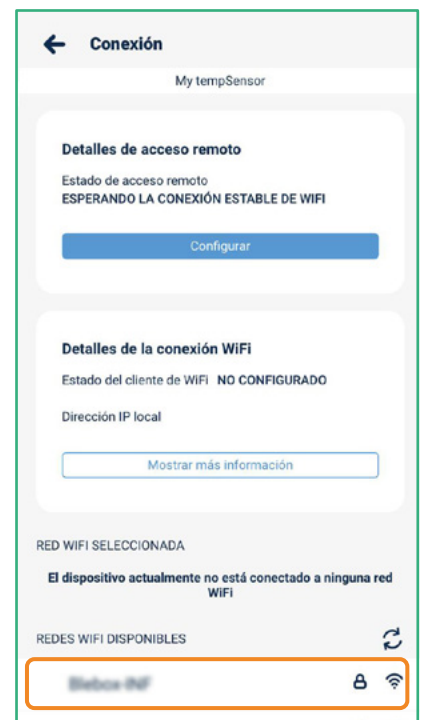 Conexión
My tempSensor
Detalles de acceso remoto
Estado de acceso remoto
ESPERANDO LA CONEXIÓN ESTABLE DE WIFI
Configurar
Detalles de la conexión WiFi
Estado del cliente de WiFi NO CONFIGURADO
Dirección IP local
Mostrar más información
RED WIFI SELECCIONADA
El dispositivo actualmente no está conectado a ninguna red
WiFi
REDES WIFI DISPONIBLES